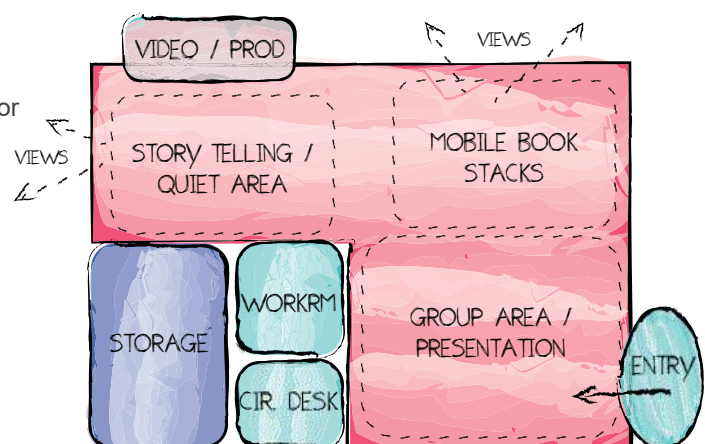 VIDEO / PROD
VIEWS
or
VIEWS
STORY TELLING /
QUIET AREA
MOBILE BOOK
STACKS
STORAGE
WORKRM
CIR. DESK
GROUP AREA /
PRESENTATION
ENTRY